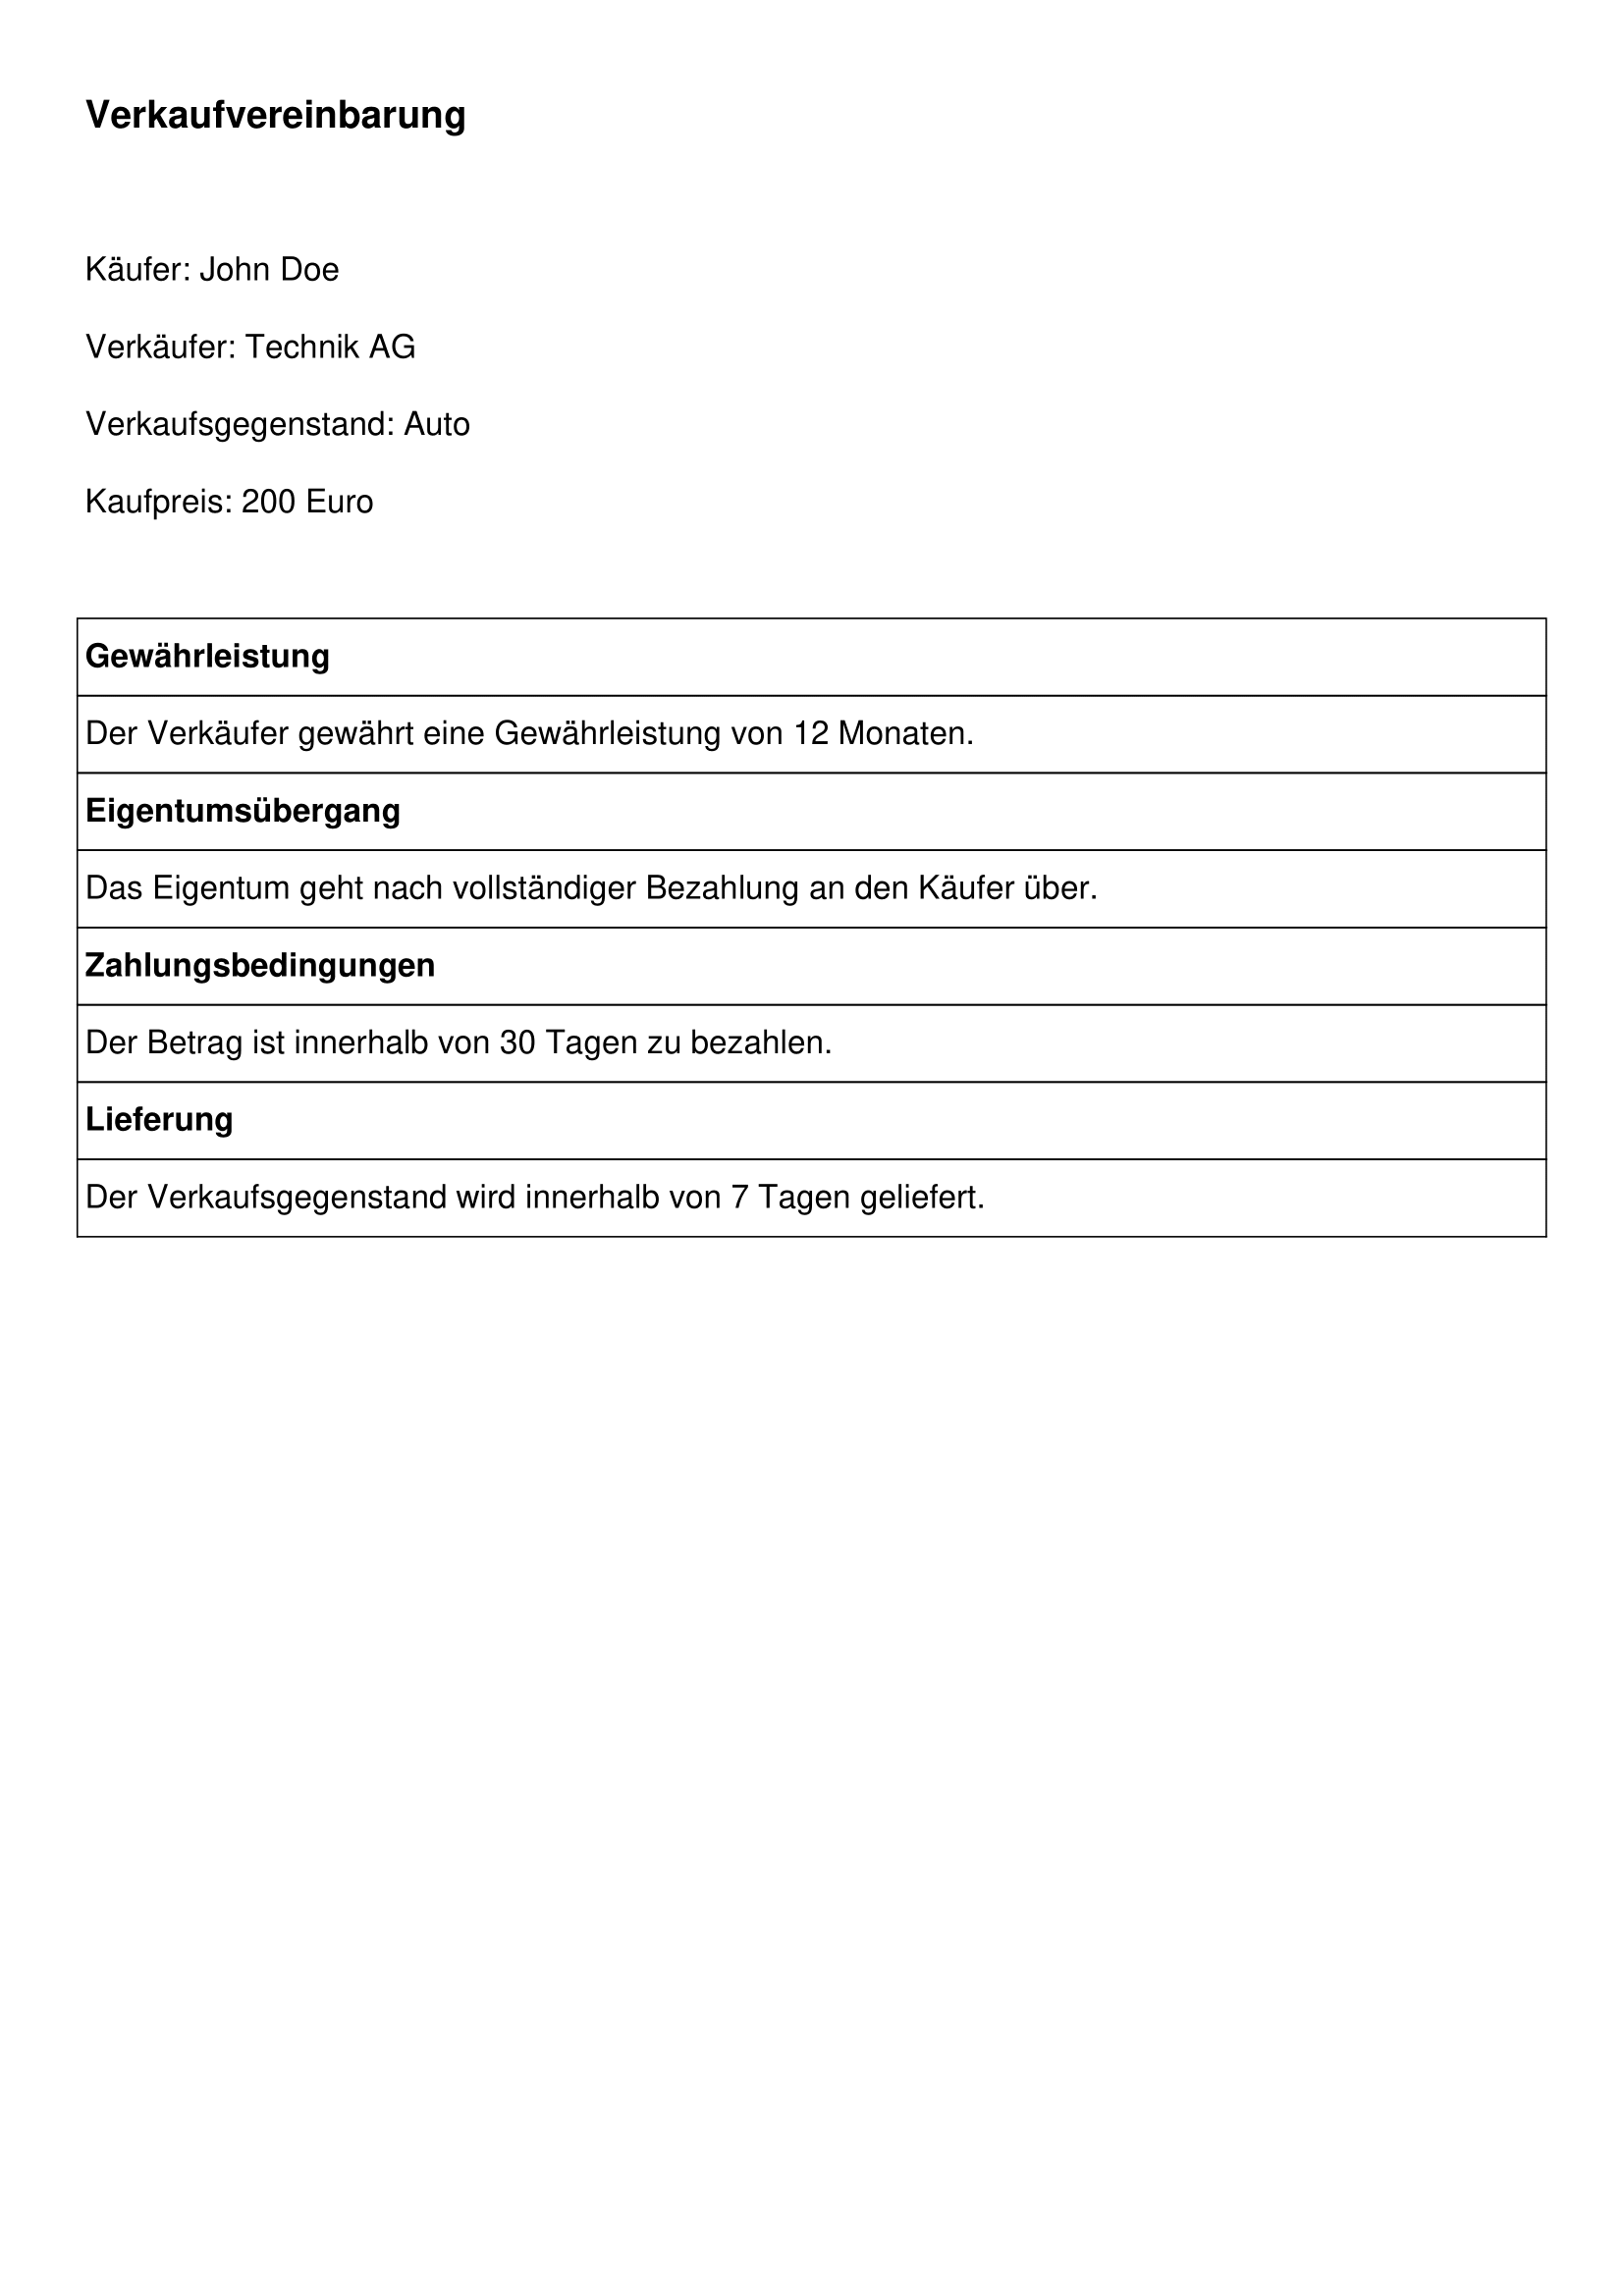 Verkaufvereinbarung
Käufer: John Doe
Verkäufer: Technik AG
Verkaufsgegenstand: Auto
Kaufpreis: 200 Euro
Gewährleistung
Der Verkäufer gewährt eine Gewährleistung von 12 Monaten.
Eigentumsübergang
Das Eigentum geht nach vollständiger Bezahlung an den Käufer über.
Zahlungsbedingungen
Der Betrag ist innerhalb von 30 Tagen zu bezahlen.
Lieferung
Der Verkaufsgegenstand wird innerhalb von 7 Tagen geliefert.